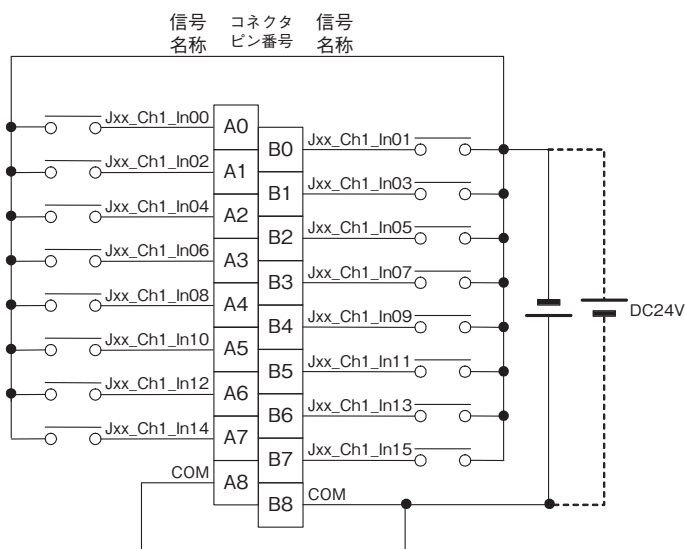 信号 コネクタ 信号
名称 ピン番号 名称
Jxx_Ch1_In00 A0
B0 Jxx_Ch1_In01
Jxx_Ch1_In02 A1
B1 Jxx_Ch1_In03
Jxx_Ch1_In04 A2
B2 Jxx_Ch1_In05
Jxx_Ch1_In06 A3
B3 Jxx_Ch1_In07
Jxx_Ch1_In08 A4
B4 Jxx_Ch1_In09
Jxx_Ch1_In10 A5
B5 Jxx_Ch1_In11
Jxx_Ch1_In12 A6
B6 Jxx_Ch1_In13
Jxx_Ch1_In14 A7
B7 Jxx_Ch1_In15
COM A8
B8 COM
DC24V